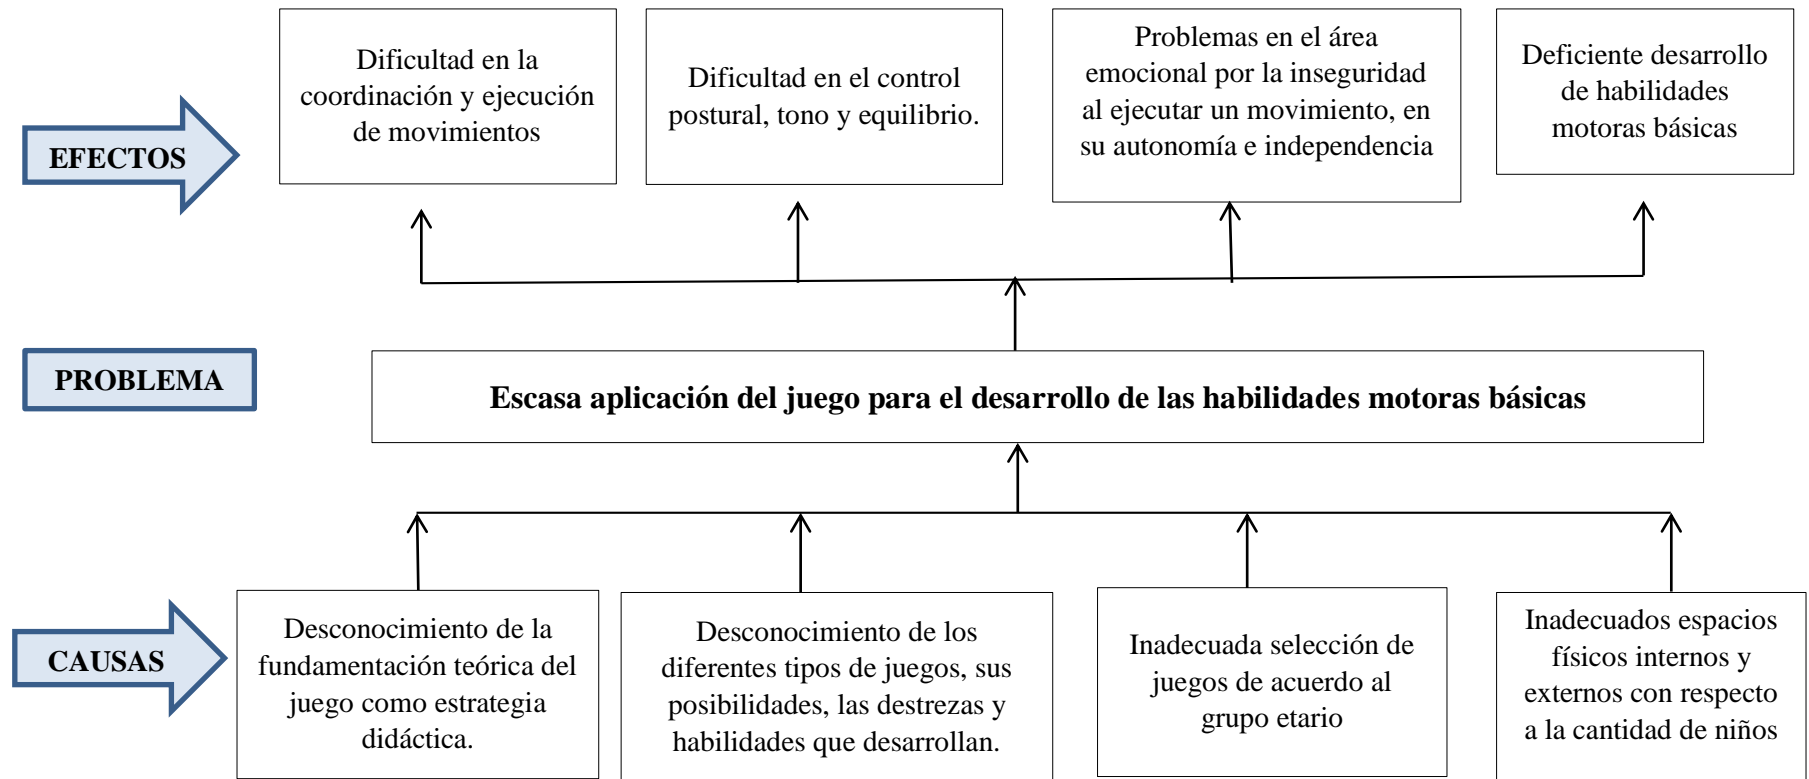 EFECTOS
Dificultad en la
coordinación y ejecución
de movimientos
Dificultad en el control
postural, tono y equilibrio.
Problemas en el área
emocional por la inseguridad
al ejecutar un movimiento, en
su autonomía e independencia
Deficiente desarrollo
de habilidades
motoras básicas
PROBLEMA
Escasa aplicación del juego para el desarrollo de las habilidades motoras básicas
CAUSAS
Desconocimiento de la
fundamentación teórica del
juego como estrategia
didáctica.
Desconocimiento de los
diferentes tipos de juegos, sus
posibilidades, las destrezas y
habilidades que desarrollan.
Inadecuada selección de
juegos de acuerdo al
grupo etario
Inadecuados espacios
físicos internos y
externos con respecto
a la cantidad de niños